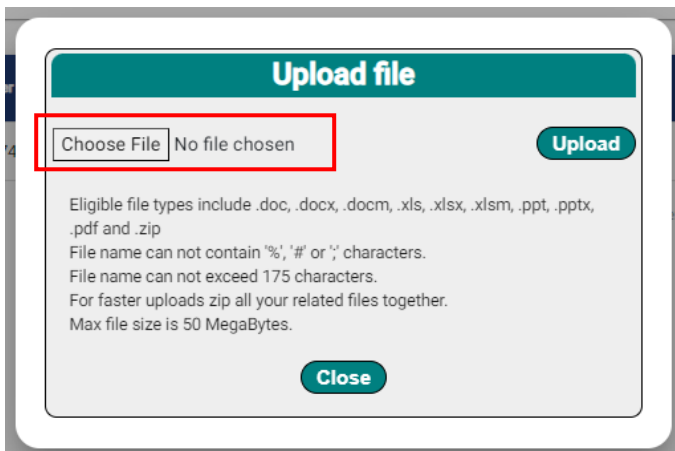 Upload file
Choose File No file chosen
Upload
Eligible file types include .doc, .docx, .docm, .xls, .xlsx, .xlsm, .ppt, .pptx,
.pdf and .zip
File name can not contain '%', '#' or ';' characters.
File name can not exceed 175 characters.
For faster uploads zip all your related files together.
Max file size is 50 MegaBytes.
Close